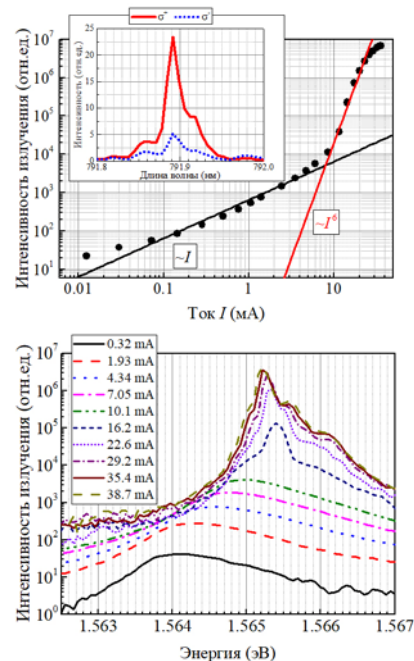 σ⁻ σ⁻
Интенсивность излучения (отн.ед.)
10⁷
10⁶
10⁵
10⁴
10³
10²
10¹
Интенсивность (отн.ед.)
25
20
15
10
5
0
791.8 791.9 792.0
Длина волны (нм)
~I
~I⁶
0.01 0.1 1 10
Ток I (мА)
Интенсивность излучения (отн.ед.)
10⁷
10⁶
10⁵
10⁴
10³
10²
10¹
10⁰
0.32 mA
1.93 mA
4.34 mA
7.05 mA
10.1 mA
16.2 mA
22.6 mA
29.2 mA
35.4 mA
38.7 mA
1.563 1.564 1.565 1.566 1.567
Энергия (эВ)